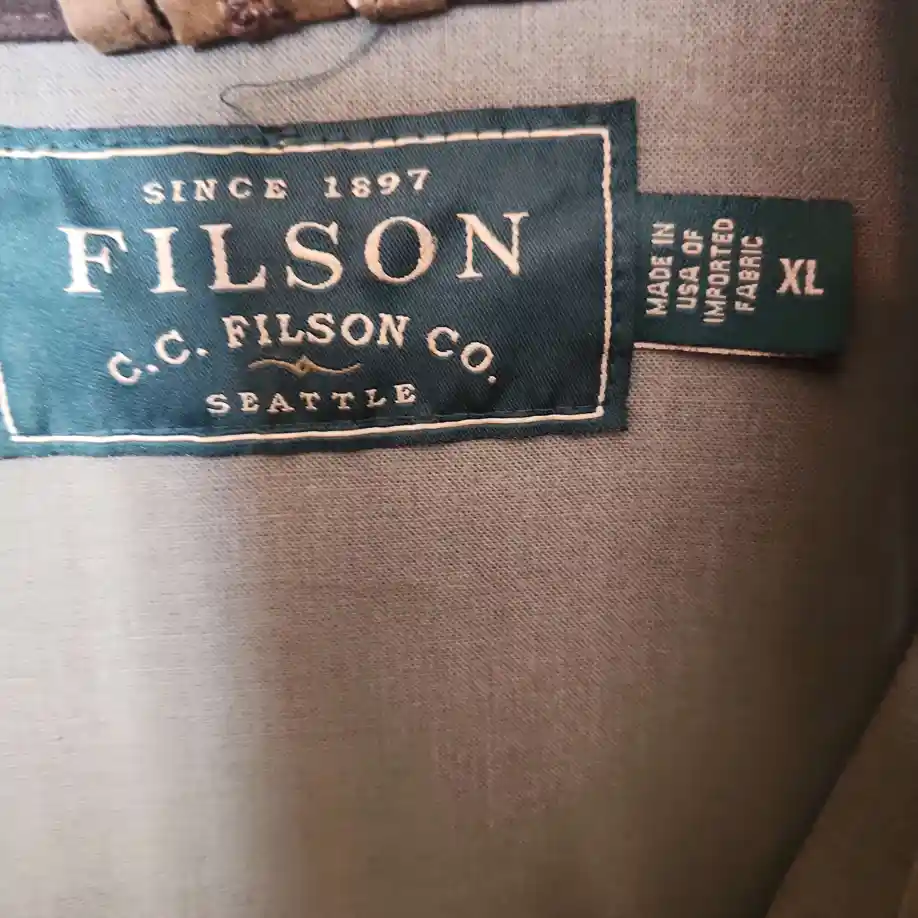 SINCE 1897
FILSON
C.C. FILSON CO.
SEATTLE
MADE IN
USA OF
IMPORTED
FABRIC
XL